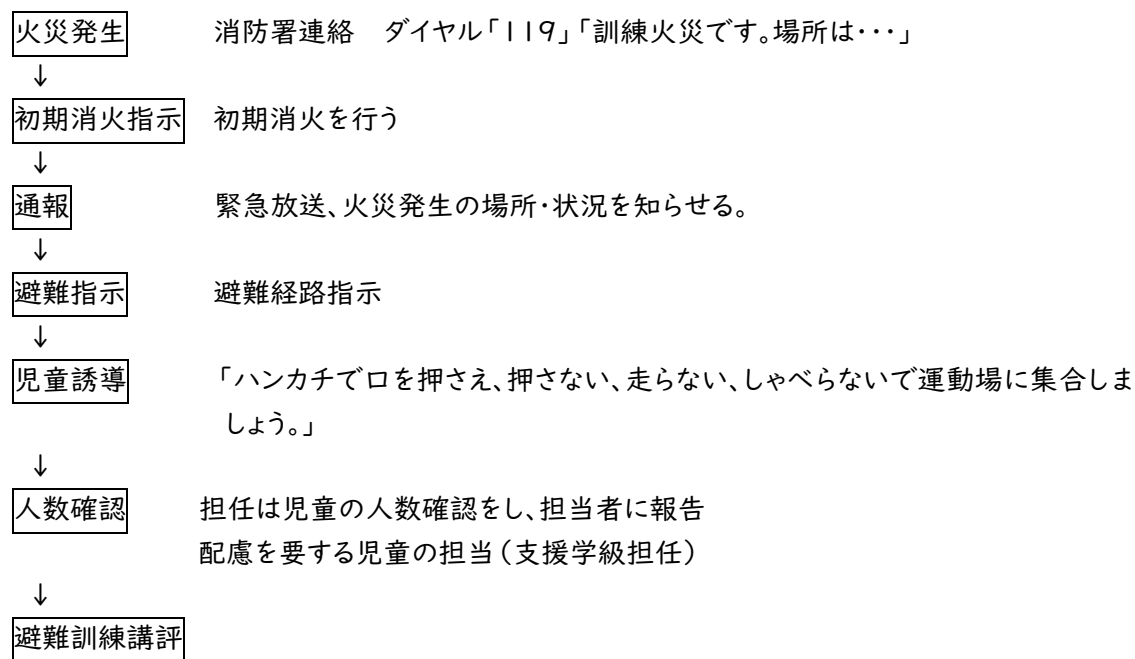 火災発生 消防署連絡 ダイヤル「119」「訓練火災です。場所は・・・」
↓
初期消火指示 初期消火を行う
↓
通報 緊急放送、火災発生の場所・状況を知らせる。
↓
避難指示 避難経路指示
↓
児童誘導 「ハンカチで口を押さえ、押さない、走らない、しゃべらないで運動場に集合しま
しょう。」
↓
人数確認 担任は児童の人数確認をし、担当者に報告
配慮を要する児童の担当（支援学級担任）
↓
避難訓練講評